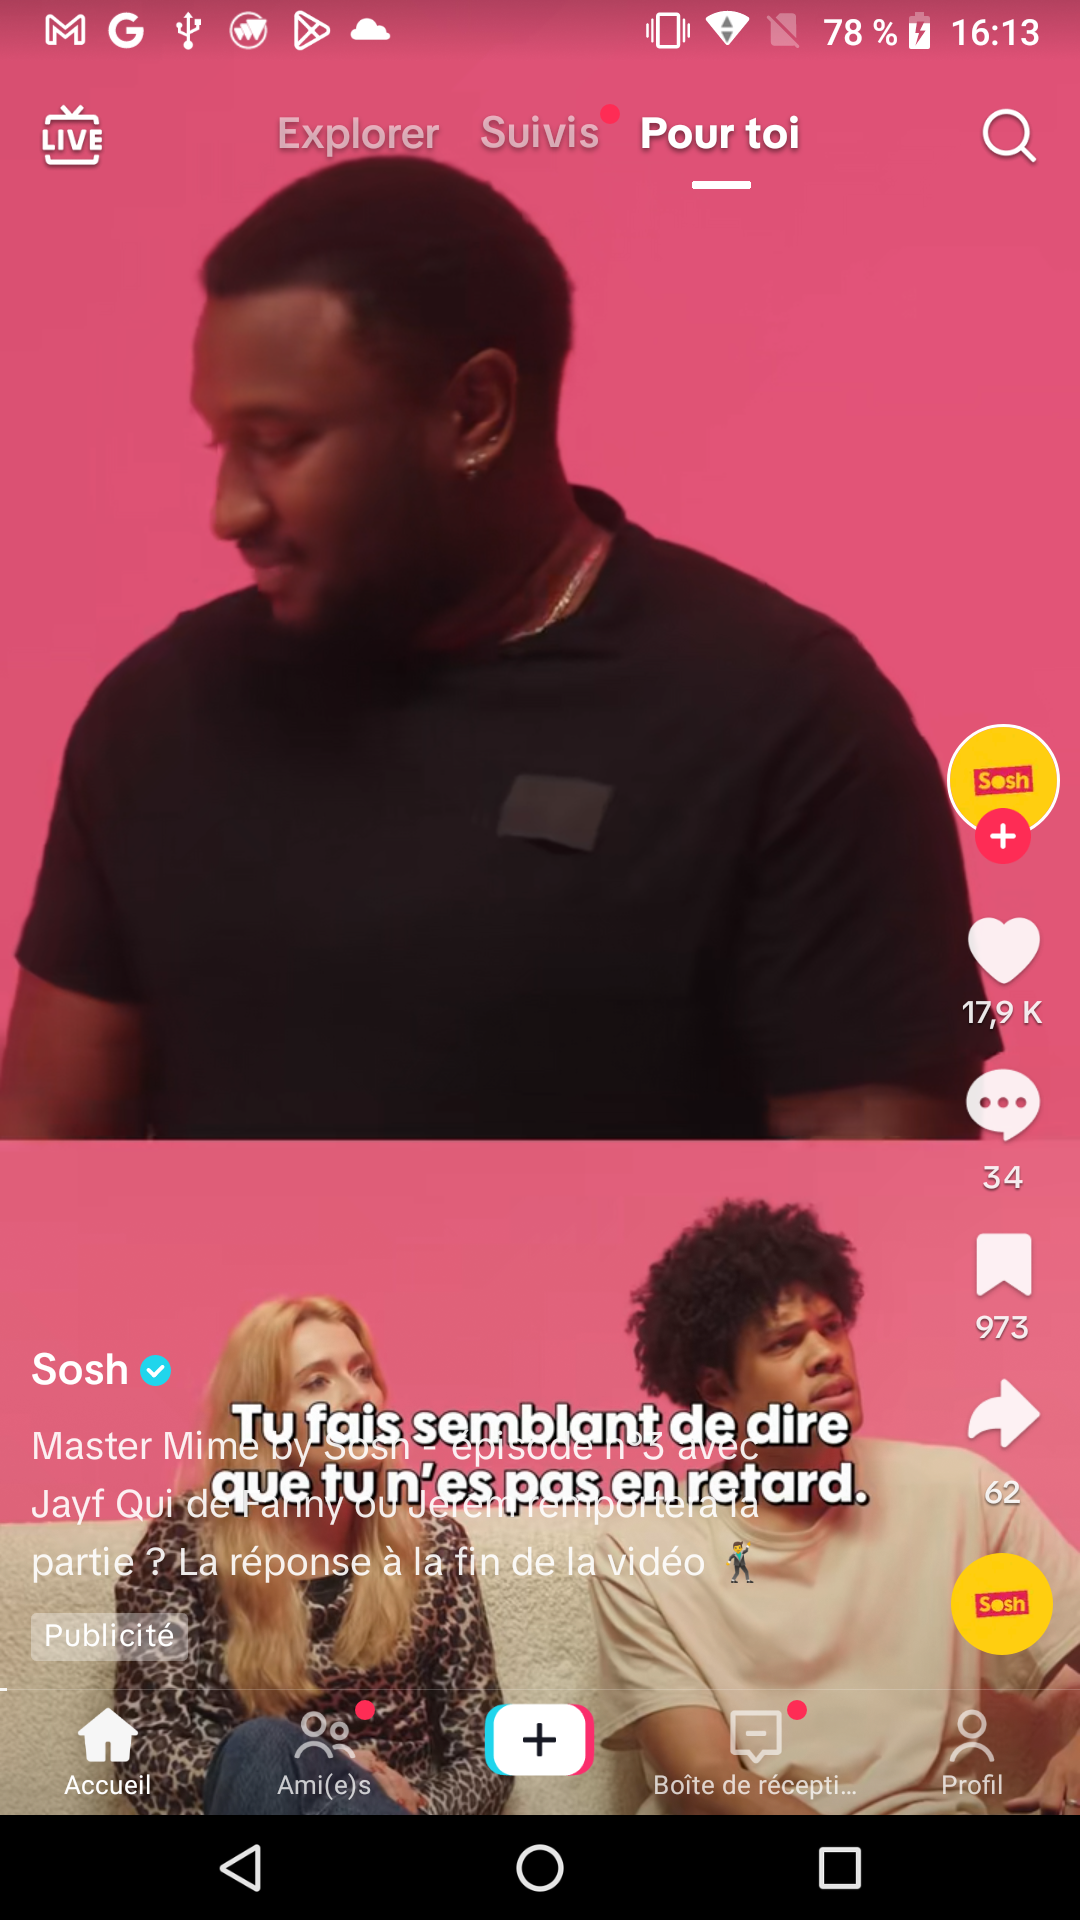 78 % 16:13
LIVE Explorer Suivis Pour toi
Sosh
17,9 K
34
973
Sosh
Tu fais semblant de dire
que tu n'es pas en retard.
Master Mime by Sosh - épisode n°3 avec
Jayf Qui de Fanny ou Jerem remportera la
partie ? La réponse à la fin de la vidéo 🕺
62
Sosh
Publicité
Accueil Ami(e)s Boîte de récepti... Profil